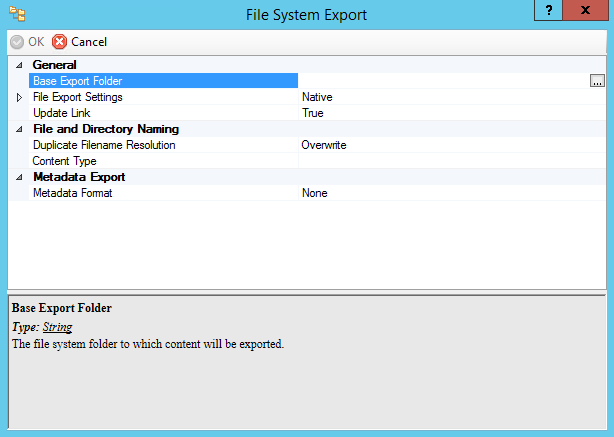 File System Export
? x
OK Cancel
General
Base Export Folder ...
File Export Settings Native
Update Link True
File and Directory Naming
Duplicate Filename Resolution Overwrite
Content Type
Metadata Export
Metadata Format None
Base Export Folder
Type: String
The file system folder to which content will be exported.